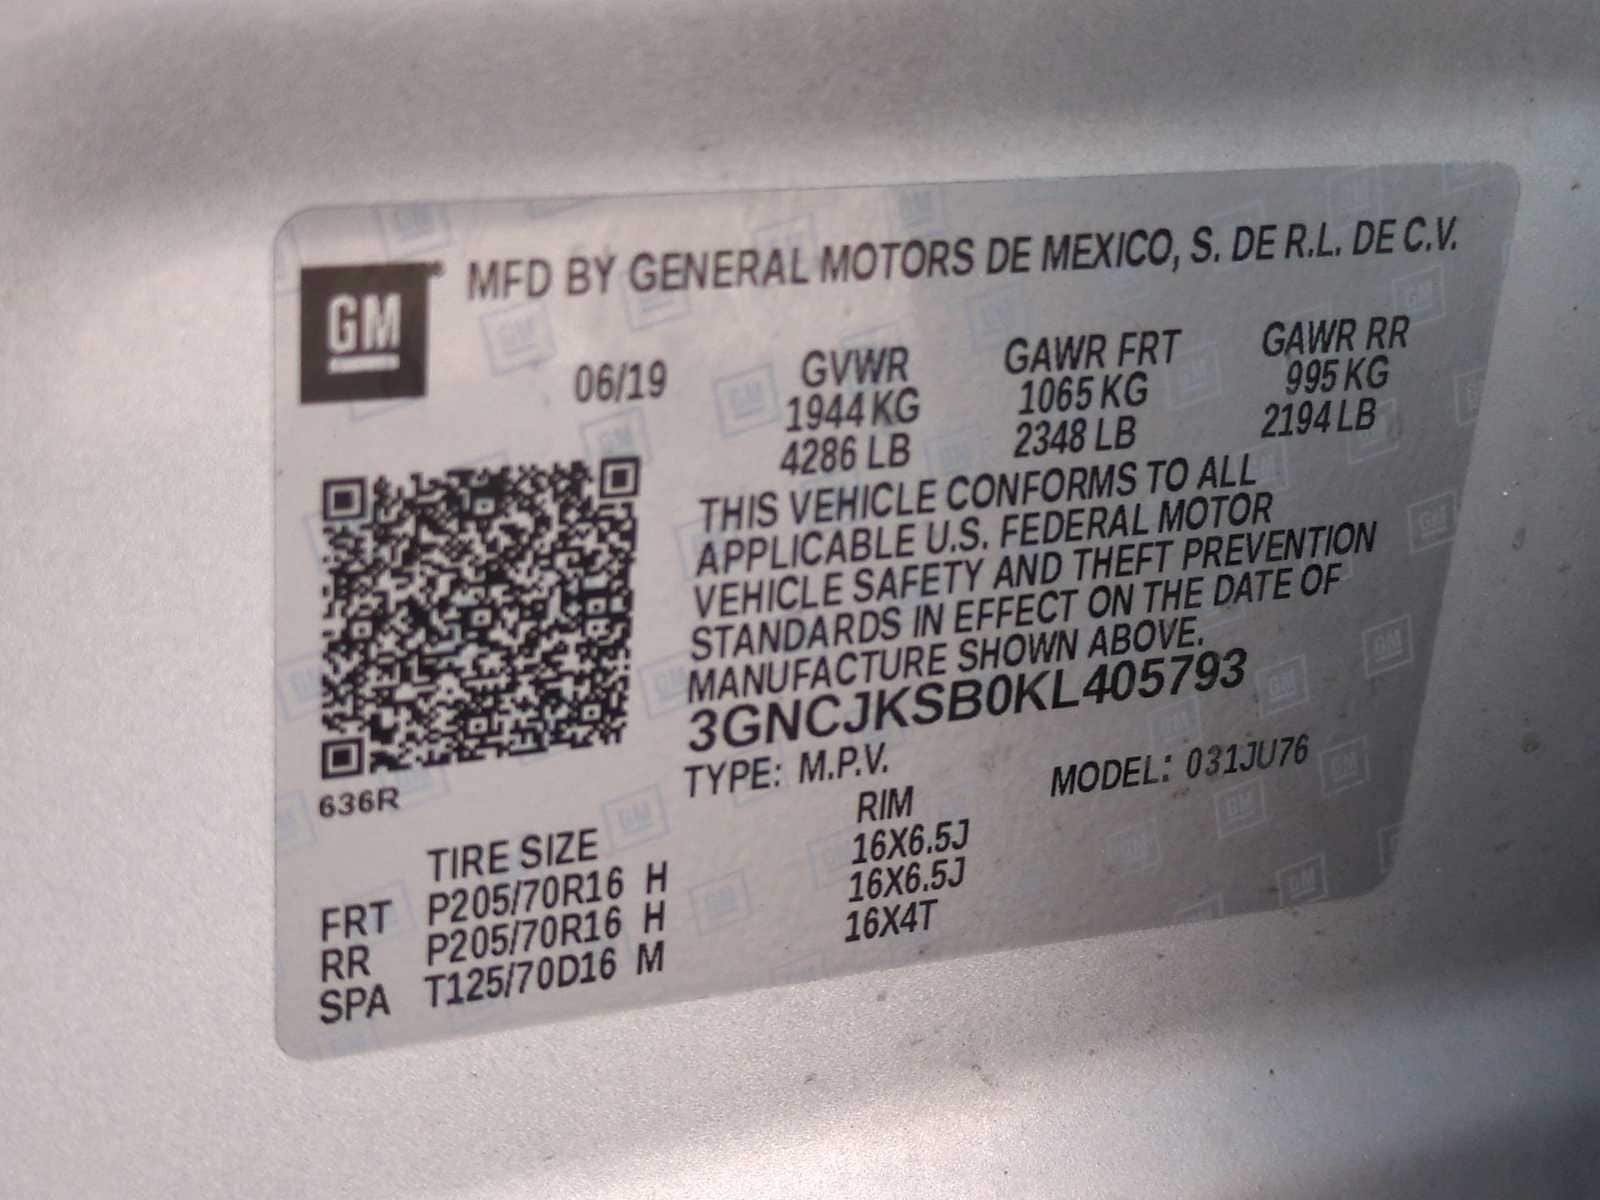 GM
MFD BY GENERAL MOTORS DE MEXICO, S. DE R.L. DE C.V.
06/19
GVWR GAWR FRT GAWR RR
1944 KG 1065 KG 995 KG
4286 LB 2348 LB 2194 LB
THIS VEHICLE CONFORMS TO ALL
APPLICABLE U.S. FEDERAL MOTOR
VEHICLE SAFETY AND THEFT PREVENTION
STANDARDS IN EFFECT ON THE DATE OF
MANUFACTURE SHOWN ABOVE.
3GNCJKSB0KL405793
TYPE: M.P.V. MODEL: 031JU76
636R
TIRE SIZE RIM
FRT P205/70R16 H 16X6.5J
RR P205/70R16 H 16X6.5J
SPA T125/70D16 M 16X4T